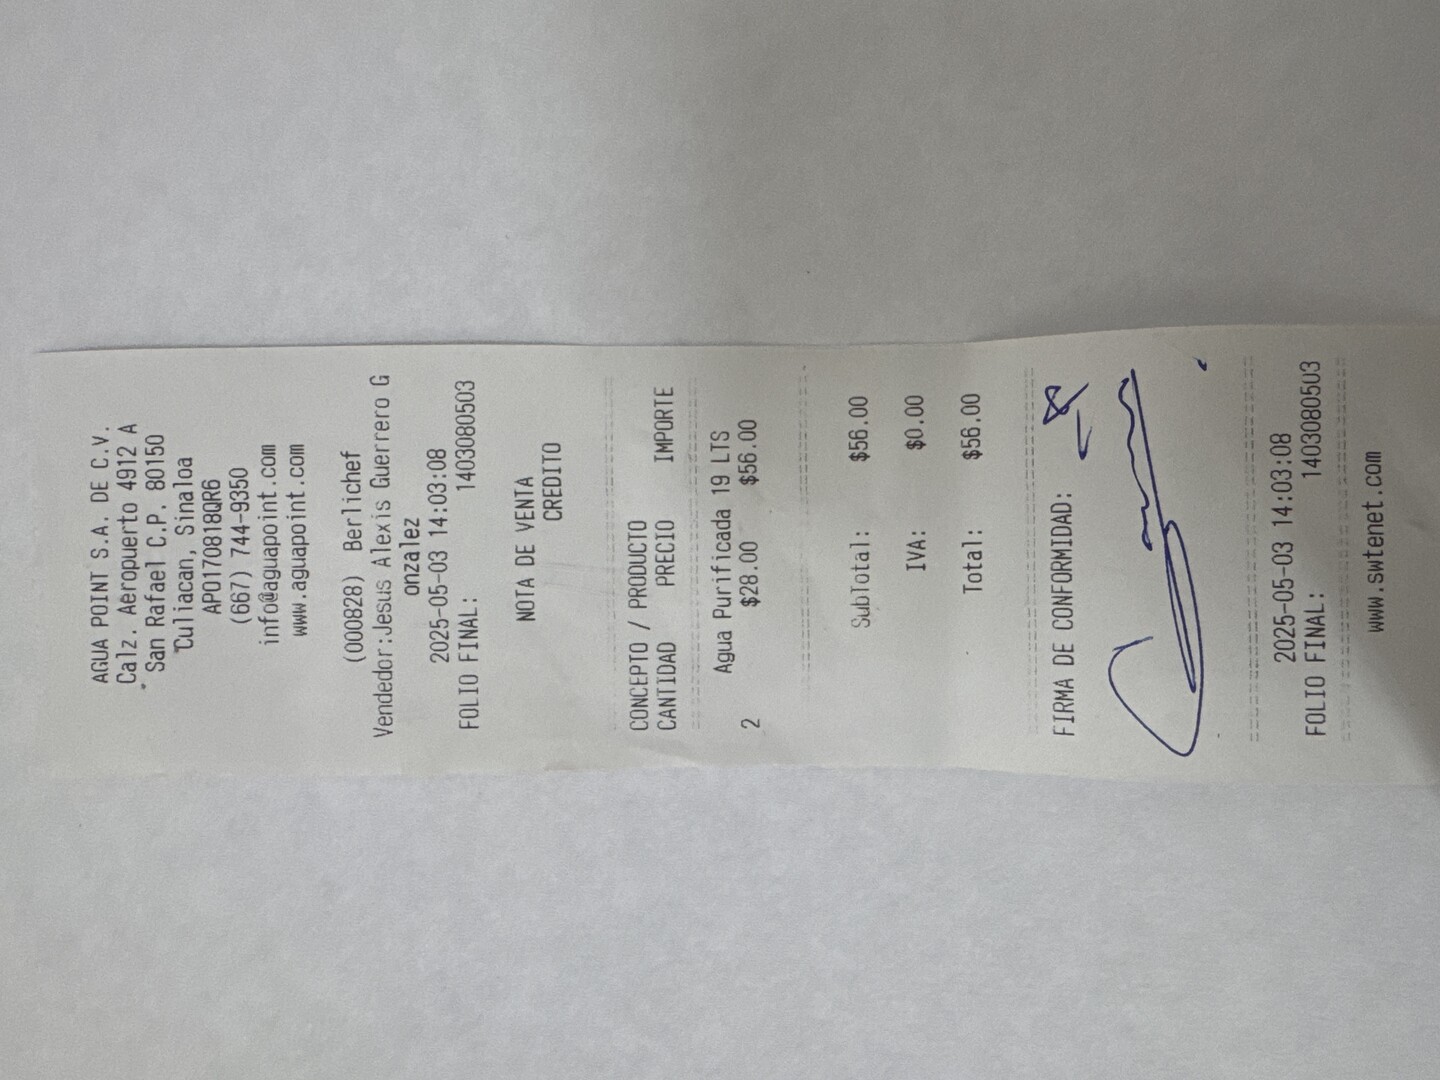 AGUA POINT S.A. DE C.V.
Calz. Aeropuerto 4912 A
San Rafael C.P. 80150
Culiacan, Sinaloa
APO170818QR6
(667) 744-9350
info@aguapoint.com
www.aguapoint.com
(000828) Berlichef
Vendedor:Jesus Alexis Guerrero G
onzalez
2025-05-03 14:03:08
FOLIO FINAL: 1403080503
NOTA DE VENTA
CREDITO
CONCEPTO / PRODUCTO
CANTIDAD PRECIO IMPORTE
Agua Purificada 19 LTS
2 $28.00 $56.00
SubTotal: $56.00
IVA: $0.00
Total: $56.00
FIRMA DE CONFORMIDAD:
2025-05-03 14:03:08
FOLIO FINAL: 1403080503
www.swtenet.com